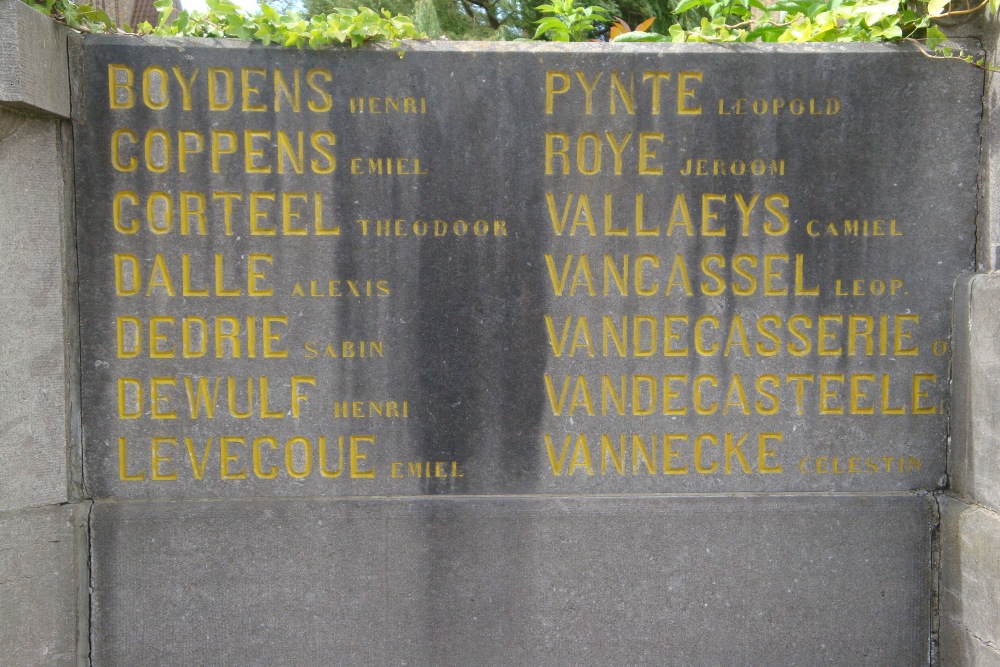 BOYDENS HENRI
COPPENS EMIEL
CORTEEL THEODOOR.
DALLE ALEXIS
DEDRIE SABIN
DEWULF HENRI
LEVECQUE EMIEL
PYNTE LEOPOLD
ROYE JEROOM
VALLAEYS CAMIEL
VANCASSEL LEOP.
VANDECASSERIE
VANDECASTEELE
VANNECKE CELESTIN